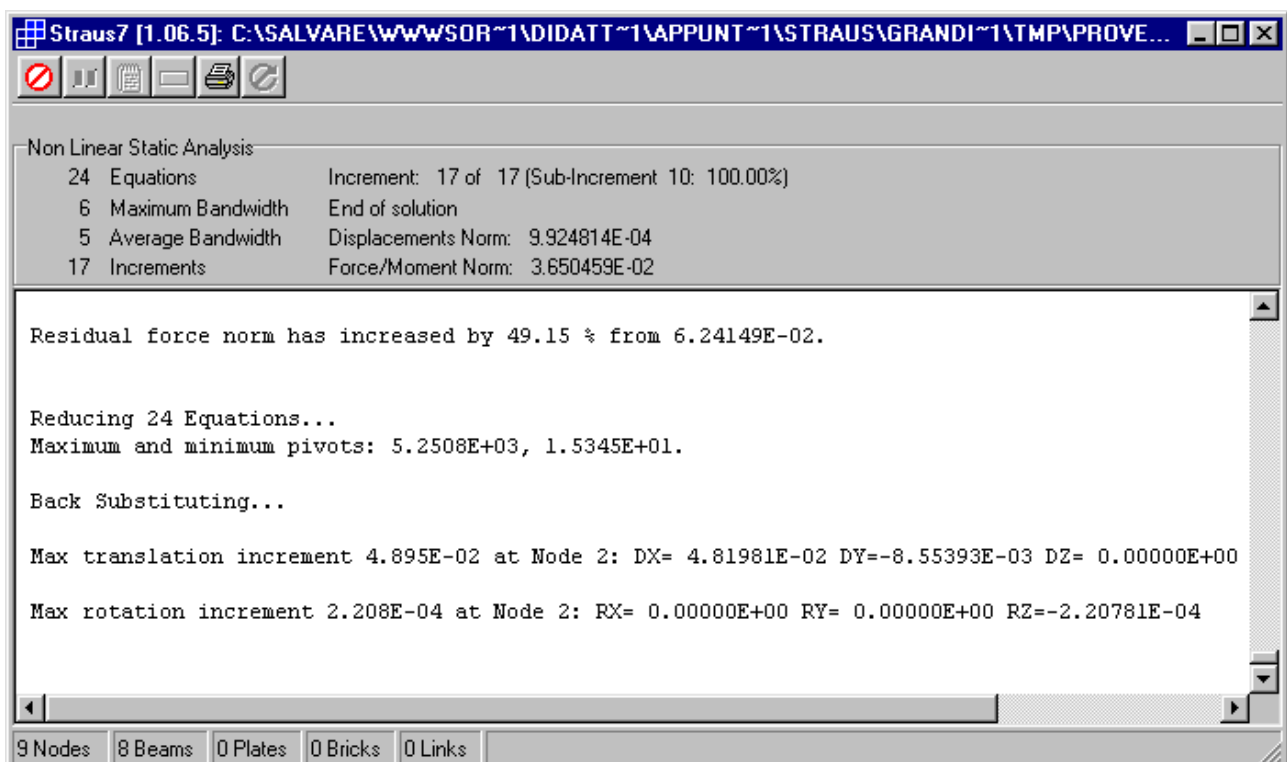 Straus7 [1.06.5]: C:\SALVARE\WWWSOR~1\DIDATT~1\APPUNT~1\STRAUS\GRANDI~1\TMP\PROVE...
Non Linear Static Analysis
24 Equations Increment: 17 of 17 (Sub-Increment 10: 100.00%)
6 Maximum Bandwidth End of solution
5 Average Bandwidth Displacements Norm: 9.924814E-04
17 Increments Force/Moment Norm: 3.650459E-02
Residual force norm has increased by 49.15 % from 6.24149E-02.
Reducing 24 Equations...
Maximum and minimum pivots: 5.2508E+03, 1.5345E+01.
Back Substituting...
Max translation increment 4.895E-02 at Node 2: DX= 4.81981E-02 DY=-8.55393E-03 DZ= 0.00000E+00
Max rotation increment 2.208E-04 at Node 2: RX= 0.00000E+00 RY= 0.00000E+00 RZ=-2.20781E-04
9 Nodes 8 Beams 0 Plates 0 Bricks 0 Links